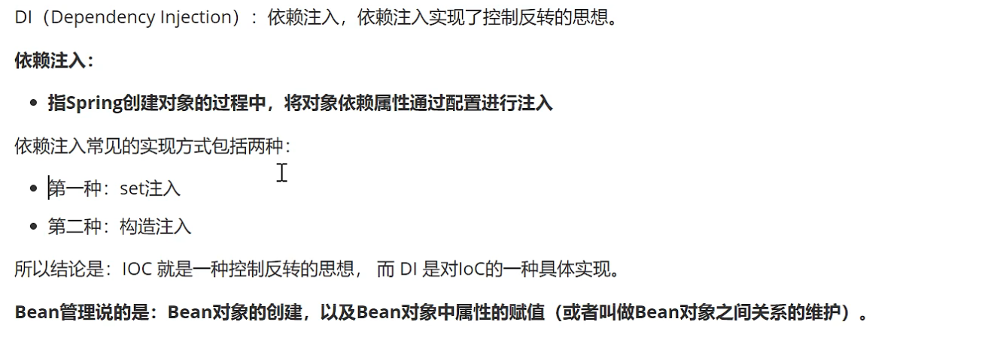 DI（Dependency Injection）：依赖注入，依赖注入实现了控制反转的思想。
依赖注入：
指Spring创建对象的过程中，将对象依赖属性通过配置进行注入
依赖注入常见的实现方式包括两种：
第一种：set注入
第二种：构造注入
所以结论是：IOC 就是一种控制反转的思想， 而 DI 是对IoC的一种具体实现。
Bean管理说的是：Bean对象的创建，以及Bean对象中属性的赋值（或者叫做Bean对象之间关系的维护）。